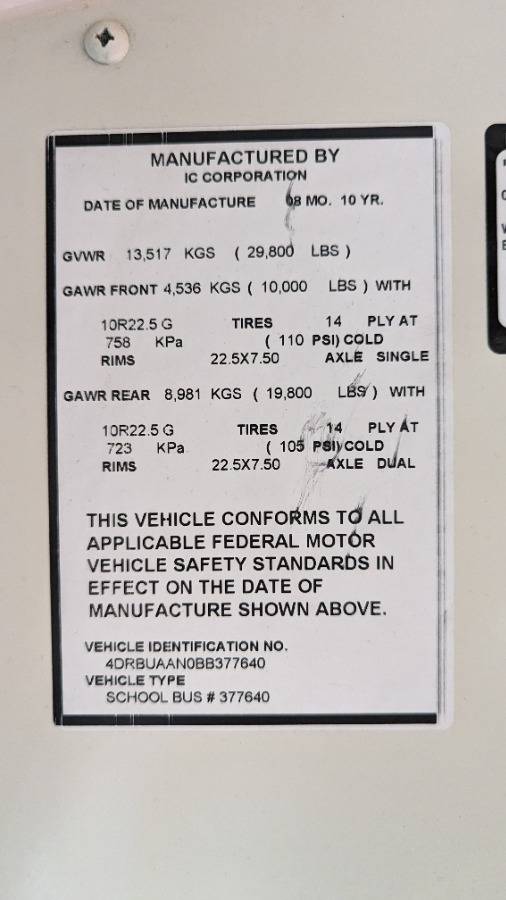 MANUFACTURED BY
IC CORPORATION
DATE OF MANUFACTURE 08 MO. 10 YR.
GVWR 13,517 KGS ( 29,800 LBS )
GAWR FRONT 4,536 KGS ( 10,000 LBS ) WITH
10R22.5 G TIRES 14 PLY AT
758 KPa ( 110 PSI) COLD
RIMS 22.5X7.50 AXLE SINGLE
GAWR REAR 8,981 KGS ( 19,800 LBS ) WITH
10R22.5 G TIRES 14 PLY AT
723 KPa ( 105 PSI) COLD
RIMS 22.5X7.50 AXLE DUAL
THIS VEHICLE CONFORMS TO ALL
APPLICABLE FEDERAL MOTOR
VEHICLE SAFETY STANDARDS IN
EFFECT ON THE DATE OF
MANUFACTURE SHOWN ABOVE.
VEHICLE IDENTIFICATION NO.
4DRBUAAN0BB377640
VEHICLE TYPE
SCHOOL BUS # 377640